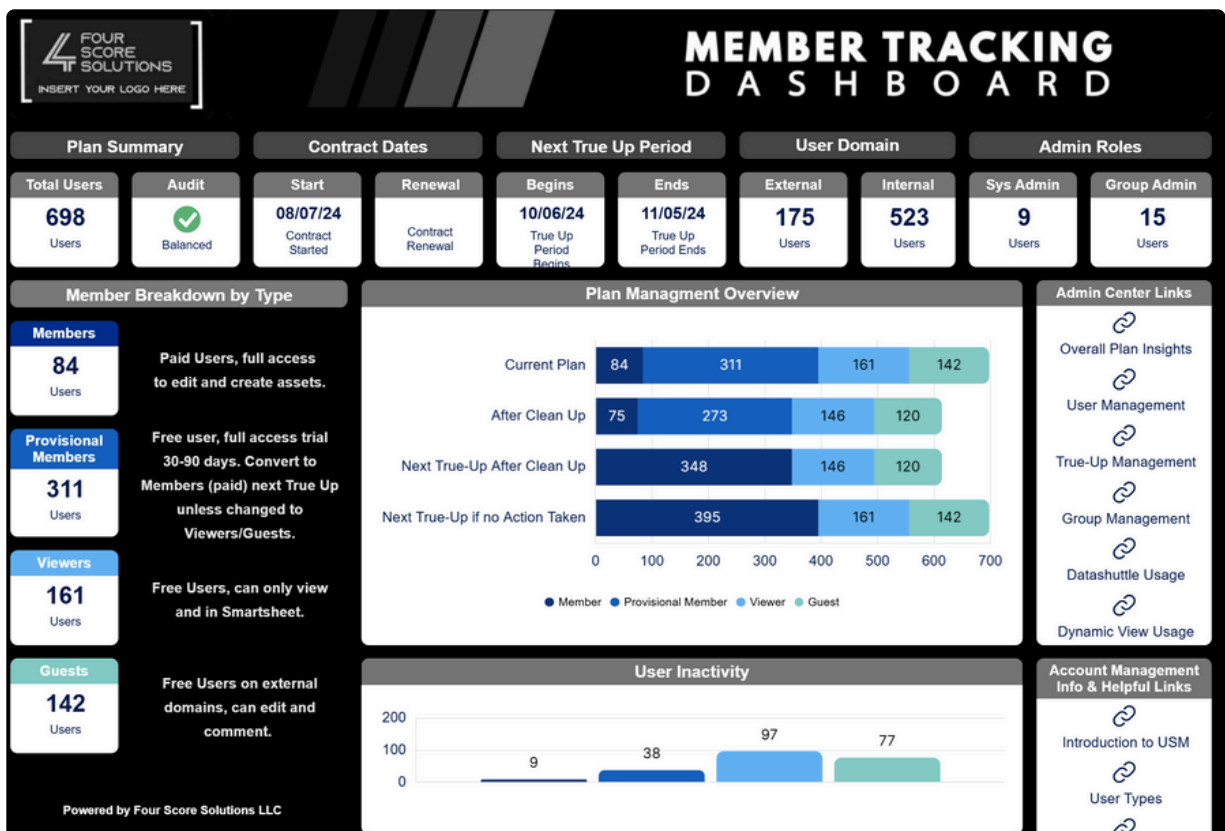 FOUR
SCORE
SOLUTIONS
INSERT YOUR LOGO HERE
MEMBER TRACKING
DASHBOARD
Plan Summary
Contract Dates
Next True Up Period
User Domain
Admin Roles
Total Users
698
Users
Audit
Balanced
Start
08/07/24
Contract
Started
Renewal
Contract
Renewal
Begins
10/06/24
True Up
Period
Begins
Ends
11/05/24
True Up
Period Ends
External
175
Users
Internal
523
Users
Sys Admin
9
Users
Group Admin
15
Users
Member Breakdown by Type
Members
84
Users
Paid Users, full access
to edit and create assets.
Provisional
Members
311
Users
Free user, full access trial
30-90 days. Convert to
Members (paid) next True Up
unless changed to
Viewers/Guests.
Viewers
161
Users
Free Users, can only view
and in Smartsheet.
Guests
142
Users
Free Users on external
domains, can edit and
comment.
Powered by Four Score Solutions LLC
Plan Managment Overview
Current Plan 84 311 161 142
After Clean Up 75 273 146 120
Next True-Up After Clean Up 348 146 120
Next True-Up if no Action Taken 395 161 142
0 100 200 300 400 500 600 700
Member Provisional Member Viewer Guest
User Inactivity
200
100
0
9 38 97 77
Admin Center Links
Overall Plan Insights
User Management
True-Up Management
Group Management
Datashuttle Usage
Dynamic View Usage
Account Management
Info & Helpful Links
Introduction to USM
User Types